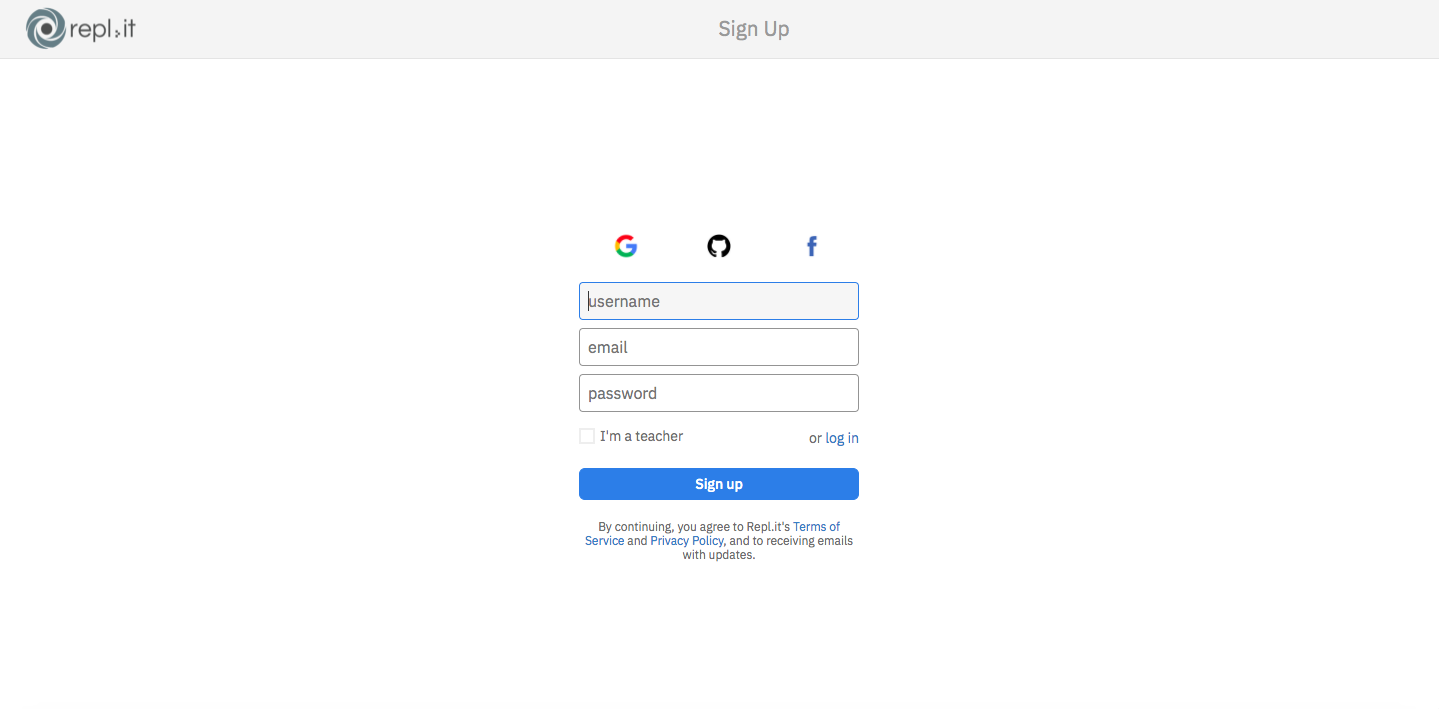 repl.it
Sign Up
username
email
password
I'm a teacher
or log in
Sign up
By continuing, you agree to Repl.it's Terms of
Service and Privacy Policy, and to receiving emails
with updates.